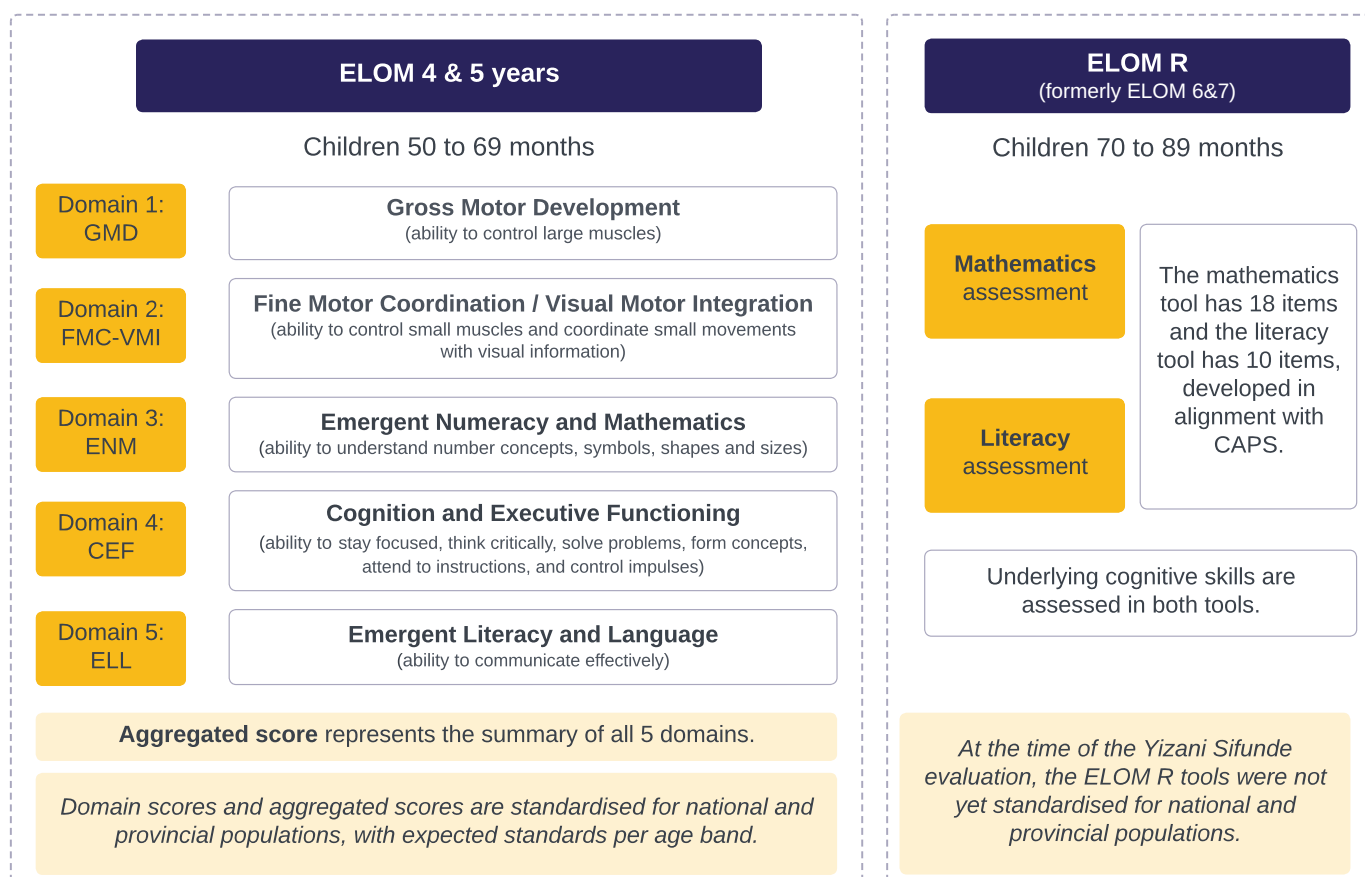 ELOM 4 & 5 years
Children 50 to 69 months
Domain 1:
GMD
Gross Motor Development
(ability to control large muscles)
Domain 2:
FMC-VMI
Fine Motor Coordination / Visual Motor Integration
(ability to control small muscles and coordinate small movements
with visual information)
Domain 3:
ENM
Emergent Numeracy and Mathematics
(ability to understand number concepts, symbols, shapes and sizes)
Domain 4:
CEF
Cognition and Executive Functioning
(ability to stay focused, think critically, solve problems, form concepts,
attend to instructions, and control impulses)
Domain 5:
ELL
Emergent Literacy and Language
(ability to communicate effectively)
Aggregated score represents the summary of all 5 domains.
Domain scores and aggregated scores are standardised for national and
provincial populations, with expected standards per age band.
ELOM R
(formerly ELOM 6&7)
Children 70 to 89 months
Mathematics
assessment
Literacy
assessment
The mathematics
tool has 18 items
and the literacy
tool has 10 items,
developed in
alignment with
CAPS.
Underlying cognitive skills are
assessed in both tools.
At the time of the Yizani Sifunde
evaluation, the ELOM R tools were not
yet standardised for national and
provincial populations.